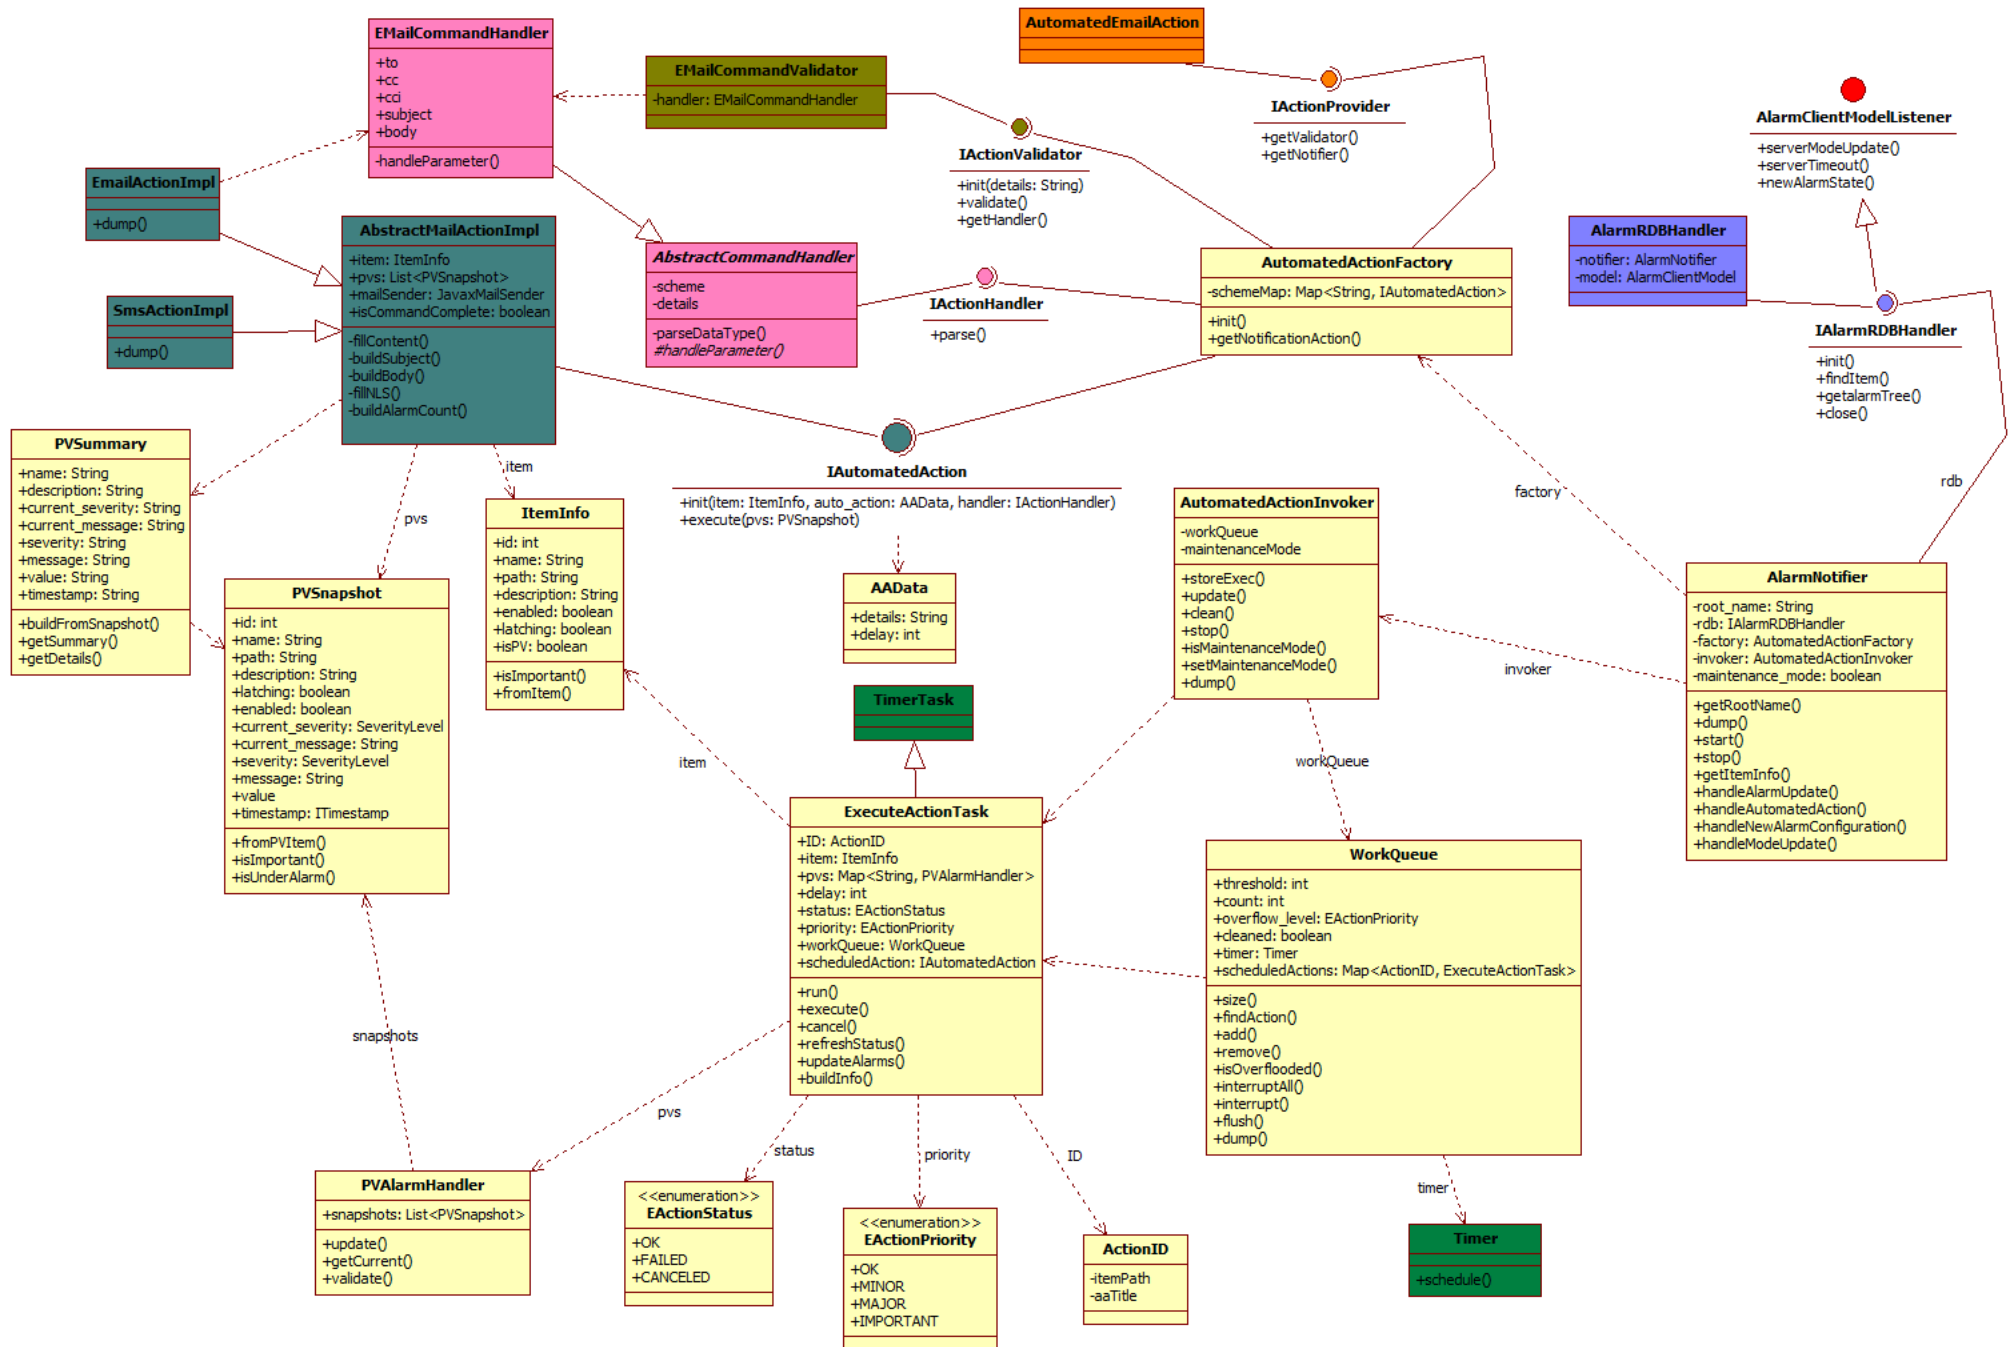 EMailCommandHandler
+to
+cc
+cci
+subject
+body
-handleParameter()
EMailCommandValidator
-handler: EMailCommandHandler
AutomatedEmailAction
IActionProvider
+getValidator()
+getNotifier()
IActionValidator
+init(details: String)
+validate()
+getHandler()
AlarmClientModelListener
+serverModeUpdate()
+serverTimeout()
+newAlarmState()
EmailActionImpl
+dump()
SmsActionImpl
+dump()
AbstractMailActionImpl
+item: ItemInfo
+pvs: List<PVSnapshot>
+mailSender: JavaxMailSender
+isCommandComplete: boolean
-fillContent()
-buildSubject()
-buildBody()
-fillNLS()
-buildAlarmCount()
AbstractCommandHandler
-scheme
-details
-parseDataType()
#handleParameter()
IActionHandler
+parse()
AutomatedActionFactory
-schemeMap: Map<String, IAutomatedAction>
+init()
+getNotificationAction()
AlarmRDBHandler
-notifier: AlarmNotifier
-model: AlarmClientModel
IAlarmRDBHandler
+init()
+findItem()
+getalarmTree()
+close()
PVSummary
+name: String
+description: String
+current_severity: String
+current_message: String
+severity: String
+message: String
+value: String
+timestamp: String
+buildFromSnapshot()
+getSummary()
+getDetails()
pvs
item
IAutomatedAction
+init(item: ItemInfo, auto_action: AAData, handler: IActionHandler)
+execute(pvs: PVSnapshot)
factory
rdb
PVSnapshot
+id: int
+name: String
+path: String
+description: String
+latching: boolean
+enabled: boolean
+current_severity: SeverityLevel
+current_message: String
+severity: SeverityLevel
+message: String
+value
+timestamp: ITimestamp
+fromPVItem()
+isImportant()
+isUnderAlarm()
ItemInfo
+id: int
+name: String
+path: String
+description: String
+enabled: boolean
+latching: boolean
+isPV: boolean
+isImportant()
+fromItem()
AAData
+details: String
+delay: int
AutomatedActionInvoker
-workQueue
-maintenanceMode
+storeExec()
+update()
+clean()
+stop()
+isMaintenanceMode()
+setMaintenanceMode()
+dump()
invoker
AlarmNotifier
-root_name: String
-rdb: IAlarmRDBHandler
-factory: AutomatedActionFactory
-invoker: AutomatedActionInvoker
-maintenance_mode: boolean
+getRootName()
+dump()
+start()
+stop()
+getItemInfo()
+handleAlarmUpdate()
+handleAutomatedAction()
+handleNewAlarmConfiguration()
+handleModeUpdate()
TimerTask
item
workQueue
ExecuteActionTask
+ID: ActionID
+item: ItemInfo
+pvs: Map<String, PVAlarmHandler>
+delay: int
+status: EActionStatus
+priority: EActionPriority
+workQueue: WorkQueue
+scheduledAction: IAutomatedAction
+run()
+execute()
+cancel()
+refreshStatus()
+updateAlarms()
+buildInfo()
WorkQueue
+threshold: int
+count: int
+overflow_level: EActionPriority
+cleaned: boolean
+timer: Timer
+scheduledActions: Map<ActionID, ExecuteActionTask>
+size()
+findAction()
+add()
+remove()
+isOverflooded()
+interruptAll()
+interrupt()
+flush()
+dump()
snapshots
pvs
status
priority
ID
timer
PVAlarmHandler
+snapshots: List<PVSnapshot>
+update()
+getCurrent()
+validate()
<<enumeration>>
EActionStatus
+OK
+FAILED
+CANCELED
<<enumeration>>
EActionPriority
+OK
+MINOR
+MAJOR
+IMPORTANT
ActionID
-itemPath
-aaTitle
Timer
+schedule()